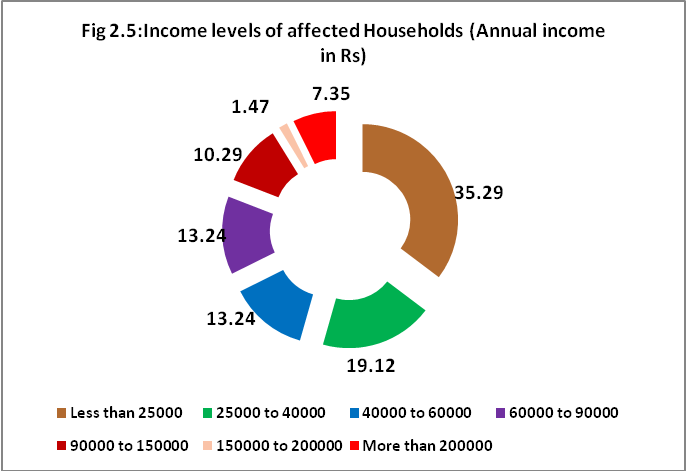 Fig 2.5:Income levels of affected Households (Annual income
in Rs)
7.35
1.47
10.29
35.29
13.24
13.24
19.12
Less than 25000 25000 to 40000 40000 to 60000 60000 to 90000
90000 to 150000 150000 to 200000 More than 200000